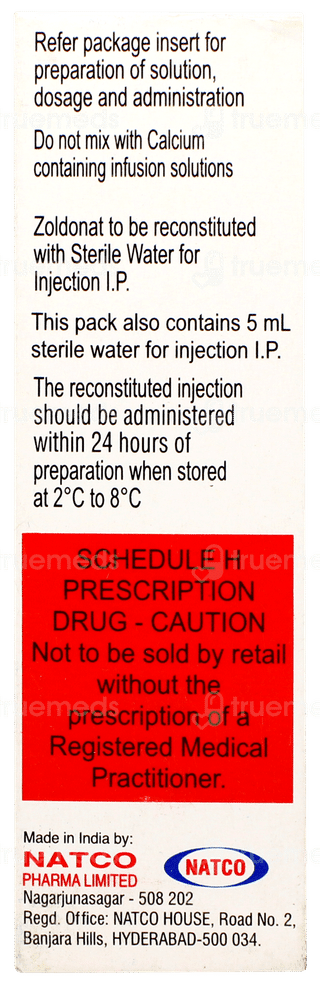 Refer package insert for
preparation of solution,
dosage and administration
Do not mix with Calcium
containing infusion solutions
Zoldonat to be reconstituted
with Sterile Water for
Injection I.P.
This pack also contains 5 mL
sterile water for injection I.P.
The reconstituted injection
should be administered
within 24 hours of
preparation when stored
at 2°C to 8°C
SCHEDULE H
PRESCRIPTION
DRUG - CAUTION
Not to be sold by retail
without the
prescription of a
Registered Medical
Practitioner.
Made in India by:
NATCO
PHARMA LIMITED
NATCO
Nagarjunasagar - 508 202
Regd. Office: NATCO HOUSE, Road No. 2,
Banjara Hills, HYDERABAD-500 034.